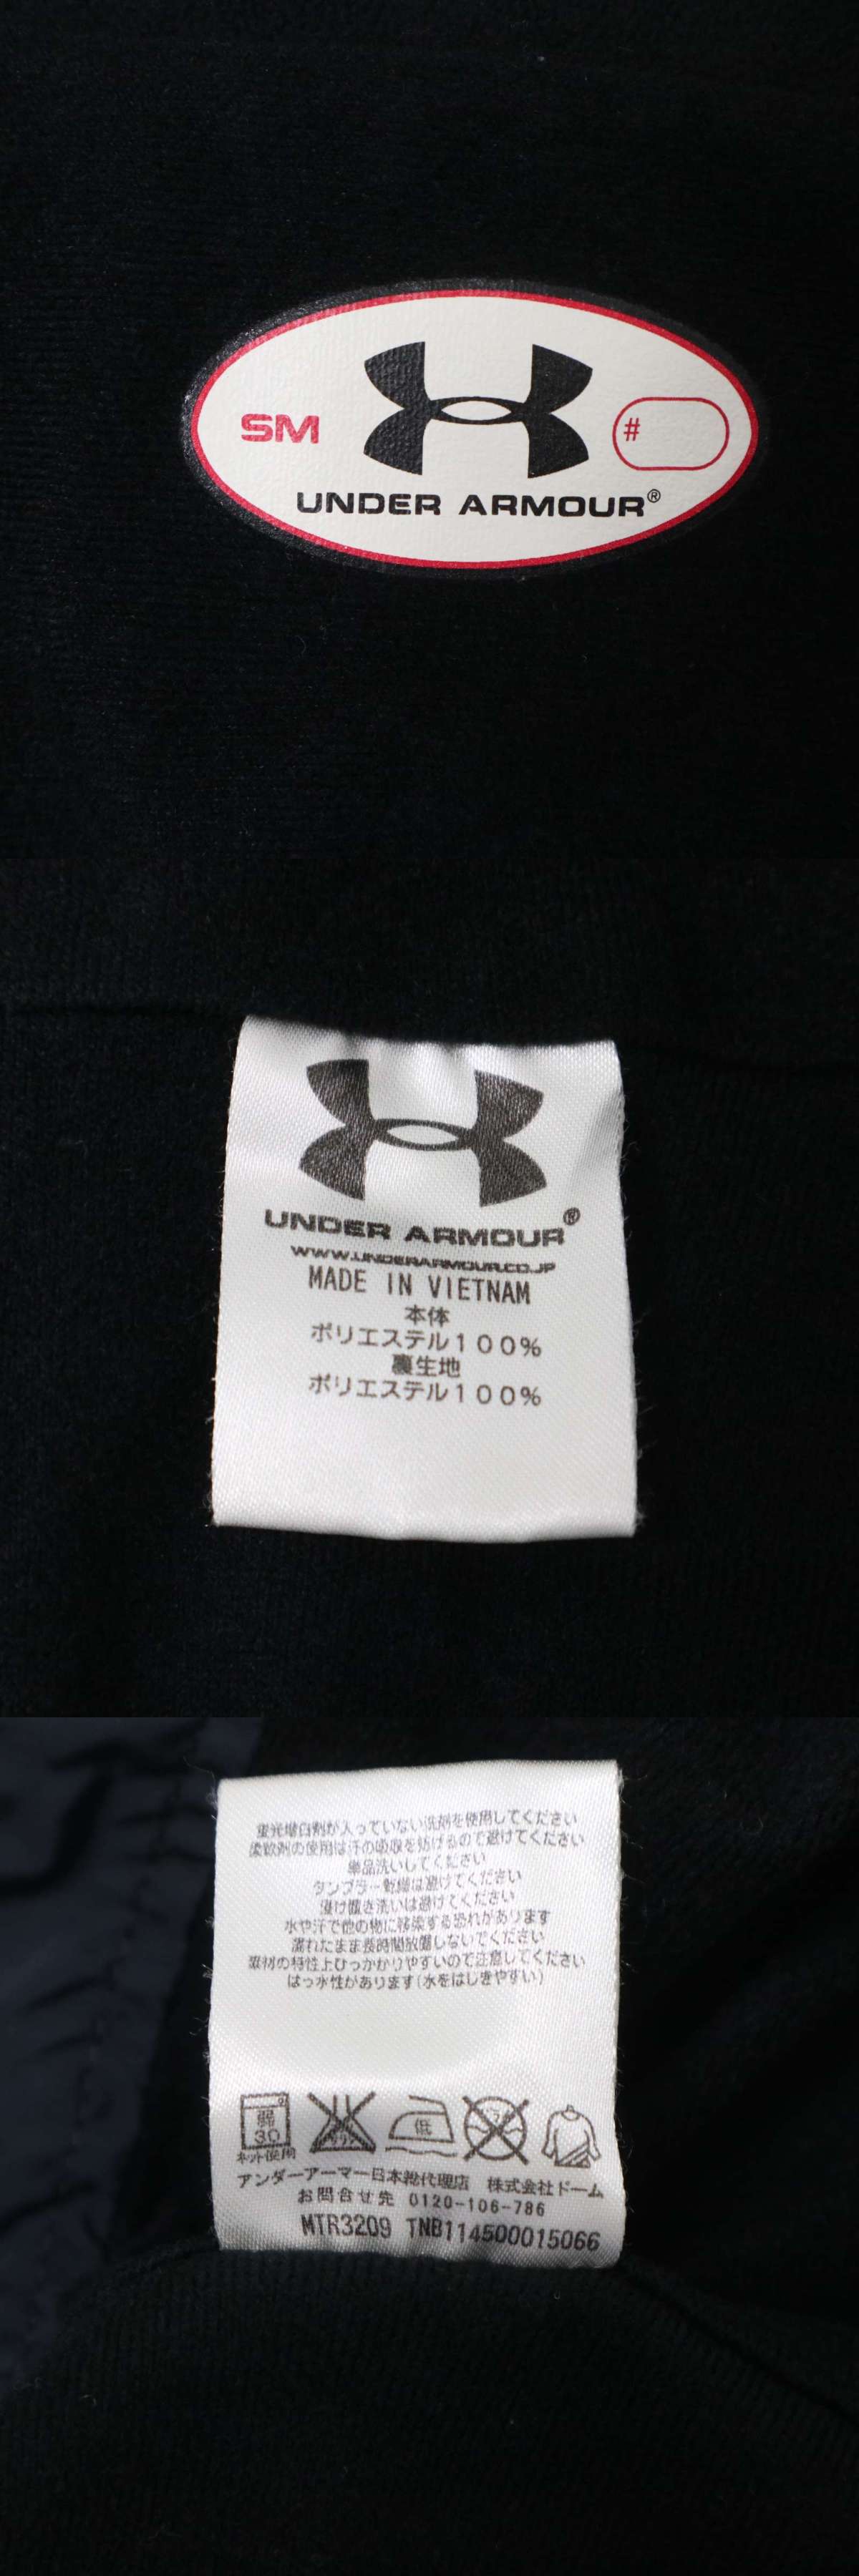 SM
#
UNDER ARMOUR®
UNDER ARMOUR®
WWW.UNDERARMOUR.CO.JP
MADE IN VIETNAM
本体
ポリエステル100%
裏生地
ポリエステル100%
蛍光増白剤が入っていない洗剤を使用してください
柔軟剤の使用は汗の吸収を妨げるので避けてください
単品洗いしてください
タンブラー乾燥は避けてください
漬け置き洗いは避けてください
水や汗で他の物に移染する恐れがあります
濡れたまま長時間放置しないでください
素材の特性上ひっかかりやすいので注意してください
はっ水性があります(水をはじきやすい)
弱
30
低
ネット使用
アンダーアーマー日本総代理店 株式会社ドーム
お問合せ先 0120-106-786
MTR3209 TNB114500015066